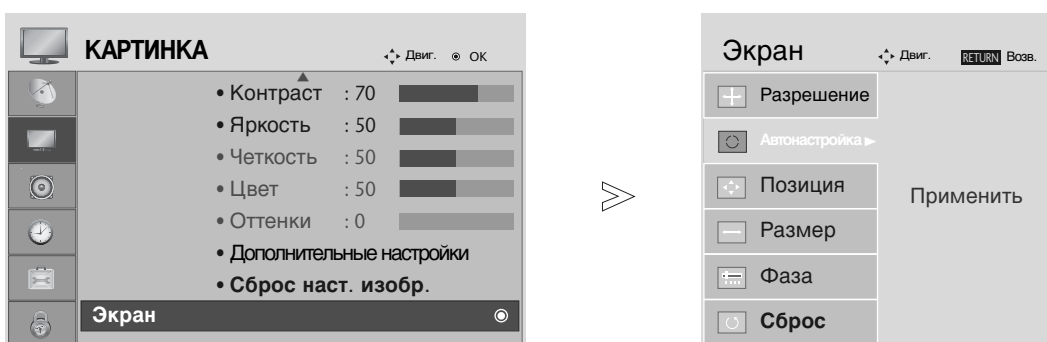 КАРТИНКА
Двиг. OK
• Контраст : 70
• Яркость : 50
• Четкость : 50
• Цвет : 50
• Оттенки : 0
• Дополнительные настройки
• Сброс наст. изобр.
Экран
Экран
Двиг. RETURN Возв.
Разрешение
Автонастройка ►
Позиция
Размер
Фаза
Сброс
Применить